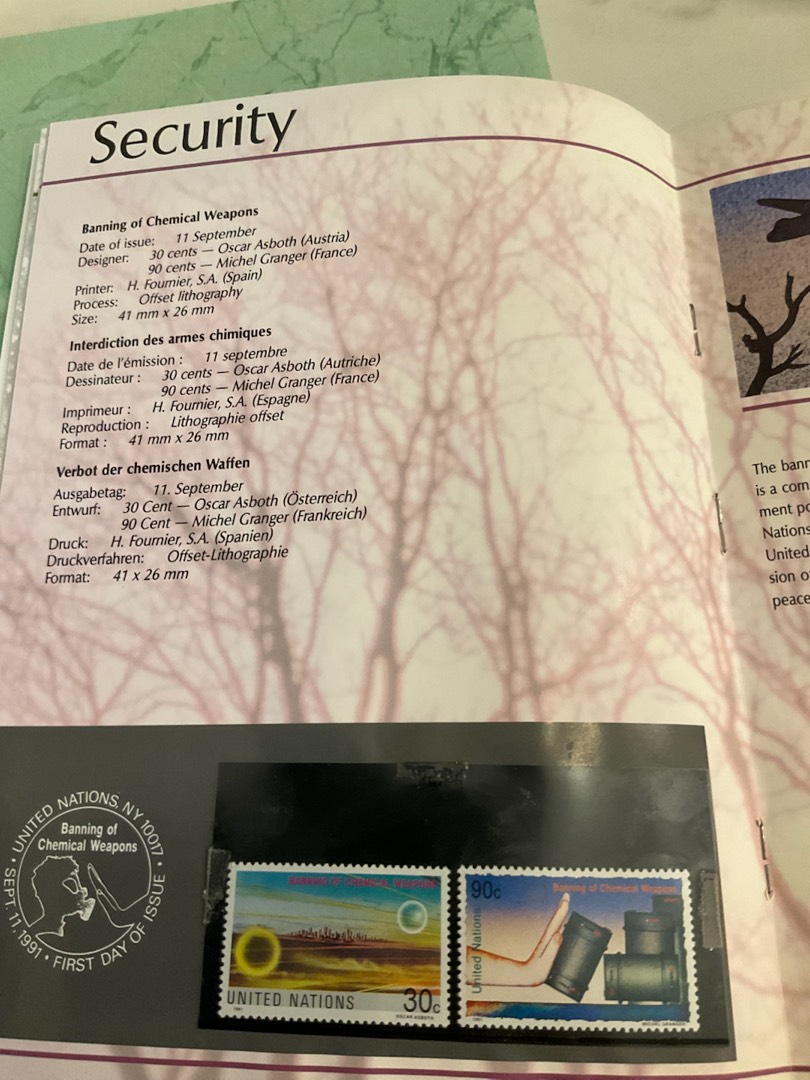 Security
Banning of Chemical Weapons
Date of issue: 11 September
Designer: 30 cents — Oscar Asboth (Austria)
90 cents — Michel Granger (France)
Printer: H. Fournier, S.A. (Spain)
Process: Offset lithography
Size: 41 mm x 26 mm
Interdiction des armes chimiques
Date de l'émission : 11 septembre
Dessinateur : 30 cents — Oscar Asboth (Autriche)
90 cents — Michel Granger (France)
Imprimeur : H. Fournier, S.A. (Espagne)
Reproduction : Lithographie offset
Format : 41 mm x 26 mm
Verbot der chemischen Waffen
Ausgabetag: 11. September
Entwurf: 30 Cent — Oscar Asboth (Österreich)
90 Cent — Michel Granger (Frankreich)
Druck: H. Fournier, S.A. (Spanien)
Druckverfahren: Offset-Lithographie
Format: 41 x 26 mm
The bann
is a com
ment po
Nations
United
sion o
peace
UNITED NATIONS, NY 10017
Banning of
Chemical Weapons
SEPT. 11, 1991 • FIRST DAY OF ISSUE
BANNING OF CHEMICAL WEAPONS
UNITED NATIONS 30c
1991 OSCAR ASBOTH
90c Banning of Chemical Weapons
United Nations
1991 MICHEL GRANGER